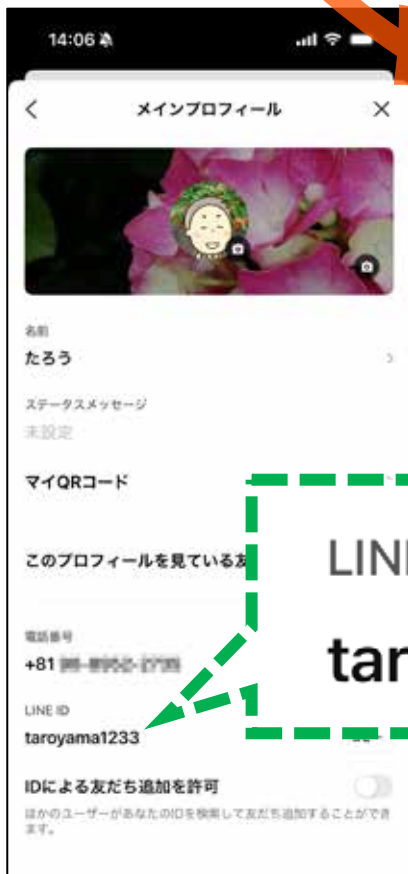 14:06
メインプロフィール
名前
たろう
ステータスメッセージ
未設定
マイQRコード
このプロフィールを見ている友
LINE
tar
電話番号
+81
LINE ID
taroyama1233
IDによる友だち追加を許可
ほかのユーザーがあなたのIDを検索して友だち追加することができ
ます。